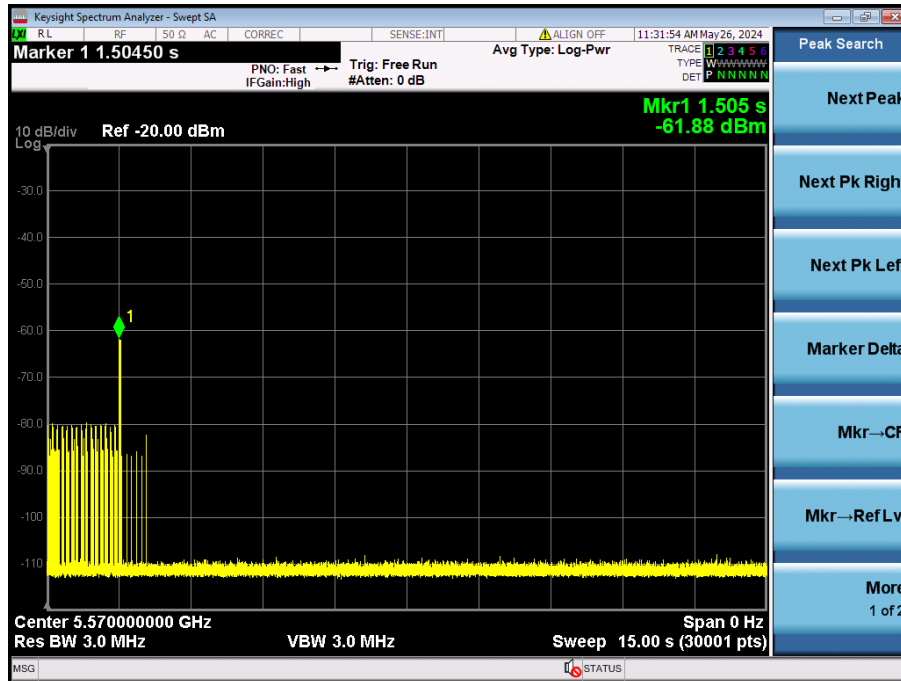 Keysight Spectrum Analyzer - Swept SA
LXI RL RF 50 Ω AC CORREC SENSE:INT ALIGN OFF 11:31:54 AM May 26, 2024
Marker 1 1.50450 s
PNO: Fast
IFGain:High
Trig: Free Run
#Atten: 0 dB
Avg Type: Log-Pwr
TRACE 1 2 3 4 5 6
TYPE WWWWWW
DET P N N N N N
Mkr1 1.505 s
-61.88 dBm
10 dB/div
Log
Ref -20.00 dBm
-30.0
-40.0
-50.0
1
-60.0
-70.0
-80.0
-90.0
-100
-110
Center 5.570000000 GHz
Span 0 Hz
Res BW 3.0 MHz
VBW 3.0 MHz
Sweep 15.00 s (30001 pts)
MSG
STATUS
Peak Search
Next Peak
Next Pk Righ
Next Pk Lef
Marker Delta
Mkr→CF
Mkr→Ref Lv
More
1 of 2